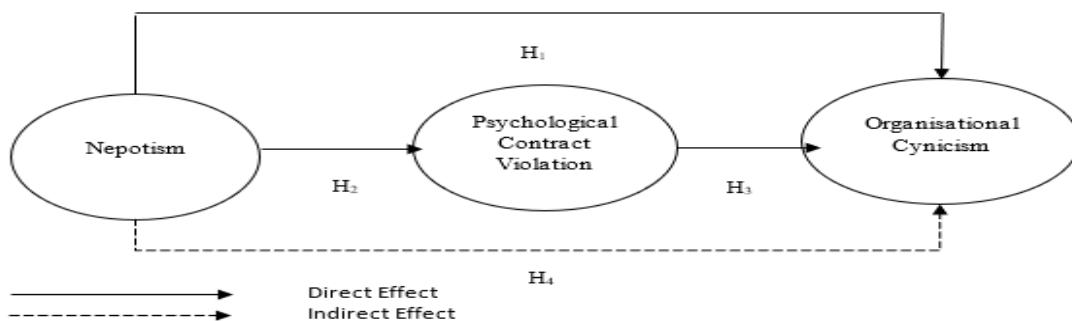 H₁
Nepotism
Psychological
Contract
Violation
Organisational
Cynicism
H₂
H₃
H₄
Direct Effect
Indirect Effect